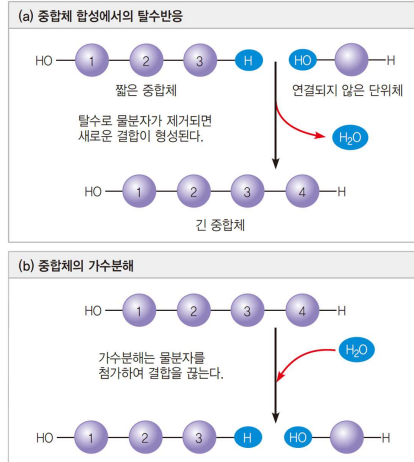 (a) 중합체 합성에서의 탈수반응
HO 1 2 3 H HO H
짧은 중합체 연결되지 않은 단위체
탈수로 물분자가 제거되면
새로운 결합이 형성된다.
H₂O
HO 1 2 3 4 H
긴 중합체
(b) 중합체의 가수분해
HO 1 2 3 4 H
H₂O
가수분해는 물분자를
첨가하여 결합을 끊는다.
HO 1 2 3 H HO H